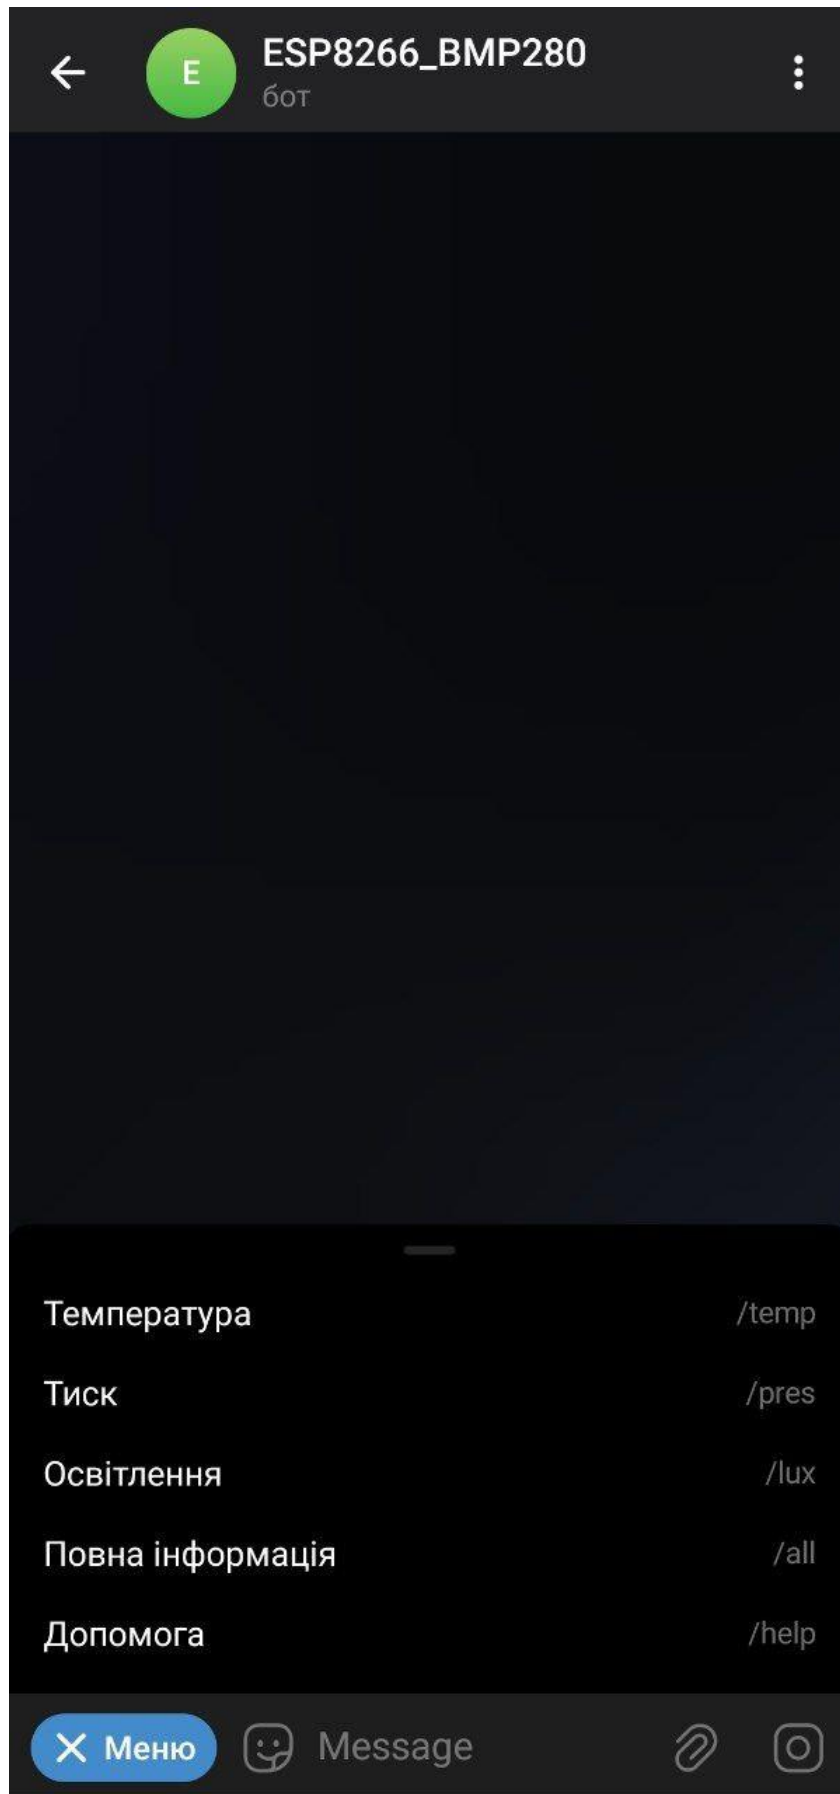 E
ESP8266_BMP280
бот
Температура /temp
Тиск /pres
Освітлення /lux
Повна інформація /all
Допомога /help
Меню Message